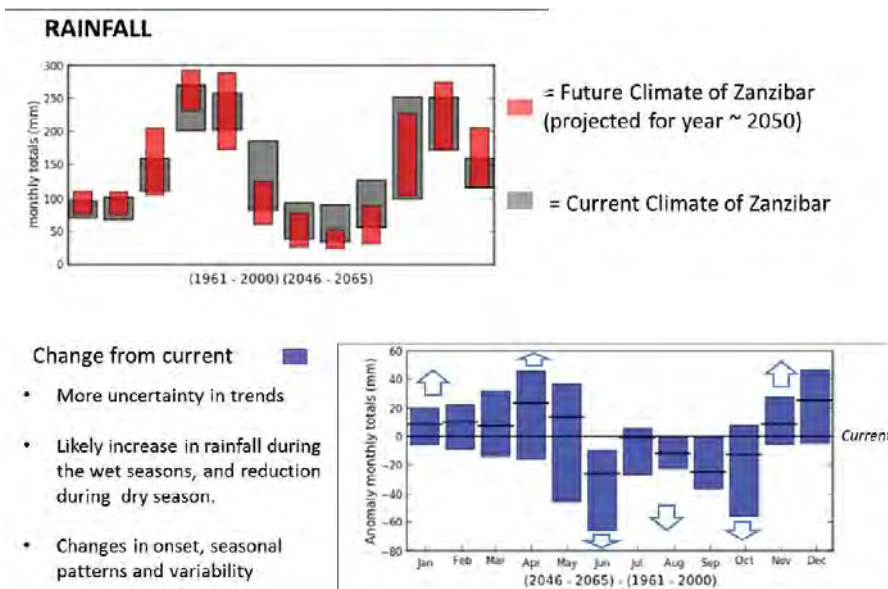 RAINFALL
300
250
200
150
100
50
0
monthly totals (mm)
(1961 - 2000) (2046 - 2065)
= Future Climate of Zanzibar
(projected for year ~ 2050)
= Current Climate of Zanzibar
Change from current
• More uncertainty in trends
• Likely increase in rainfall during
the wet seasons, and reduction
during dry season.
• Changes in onset, seasonal
patterns and variability
60
40
20
0
−20
−40
−60
−80
Anomaly monthly totals (mm)
Current
Jan Feb Mar Apr May Jun Jul Aug Sep Oct Nov Dec
(2046 - 2065) - (1961 - 2000)